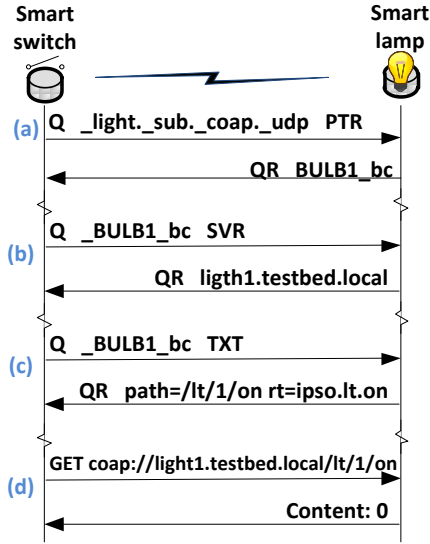 Smart
switch
Smart
lamp
(a) Q _light._sub._coap._udp PTR
QR BULB1_bc
(b) Q _BULB1_bc SVR
QR ligth1.testbed.local
(c) Q _BULB1_bc TXT
QR path=/lt/1/on rt=ipso.lt.on
(d) GET coap://light1.testbed.local/lt/1/on
Content: 0